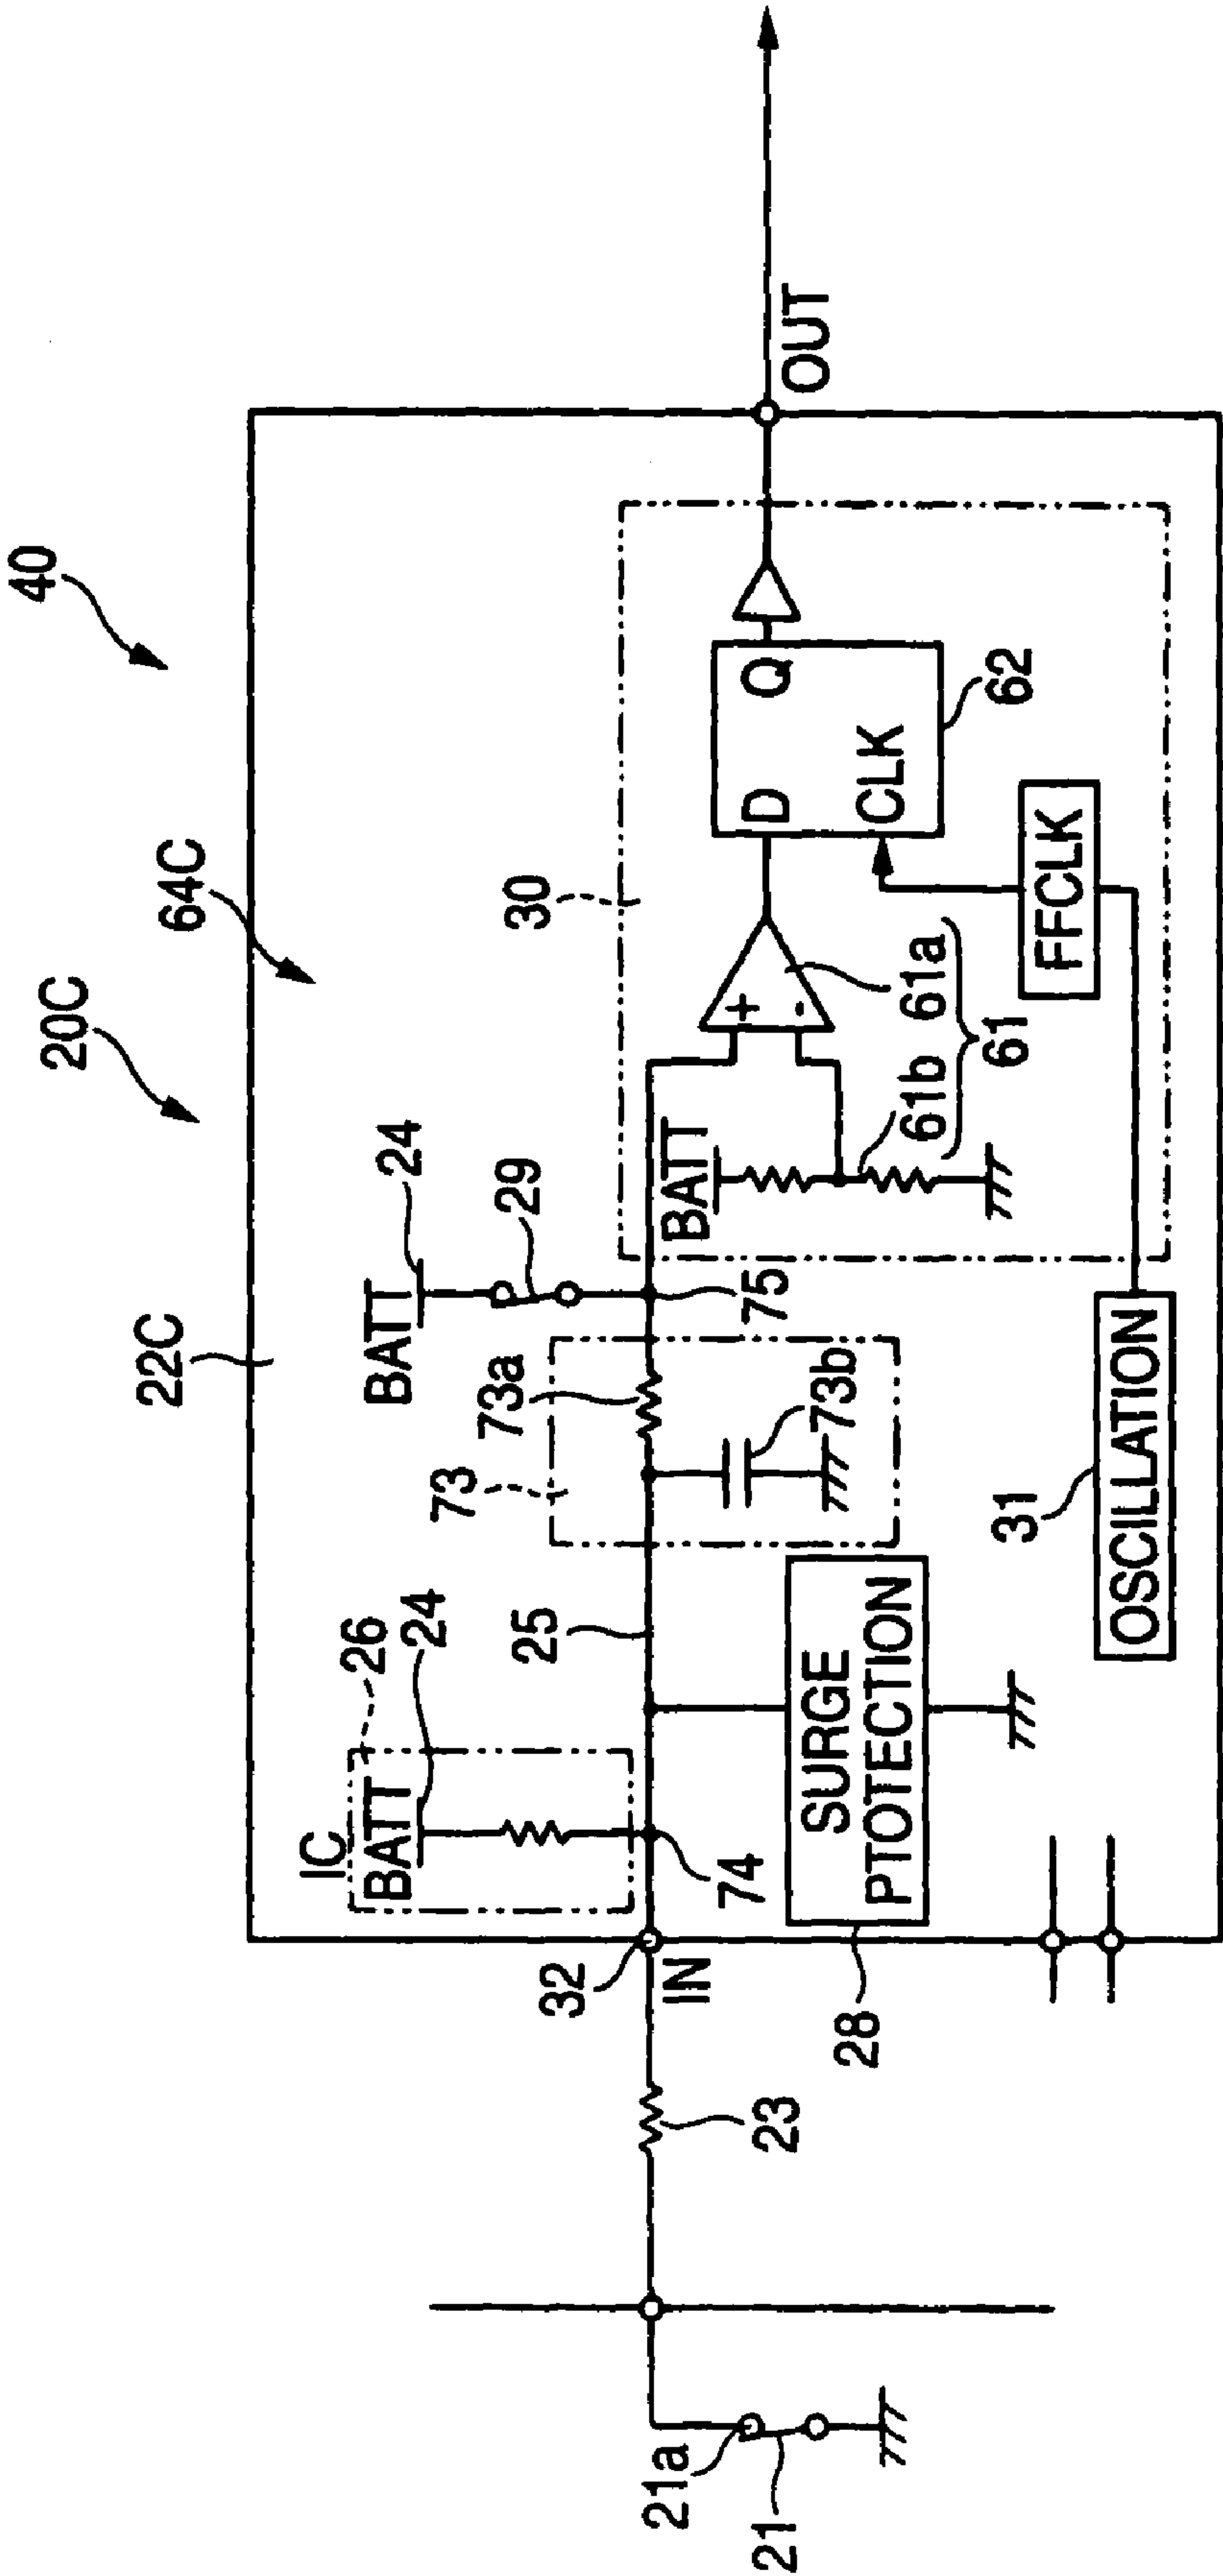 40
20C
64C
22C
BATT
24
29
30
Q
D
CLK
62
OUT
IC
BATT
26
24
25
73
73a
73b
75
74
BATT
+
-
61b
61a
61
FFCLK
32
IN
SURGE
PTOTECTION
28
OSCILLATION
31
23
21a
21